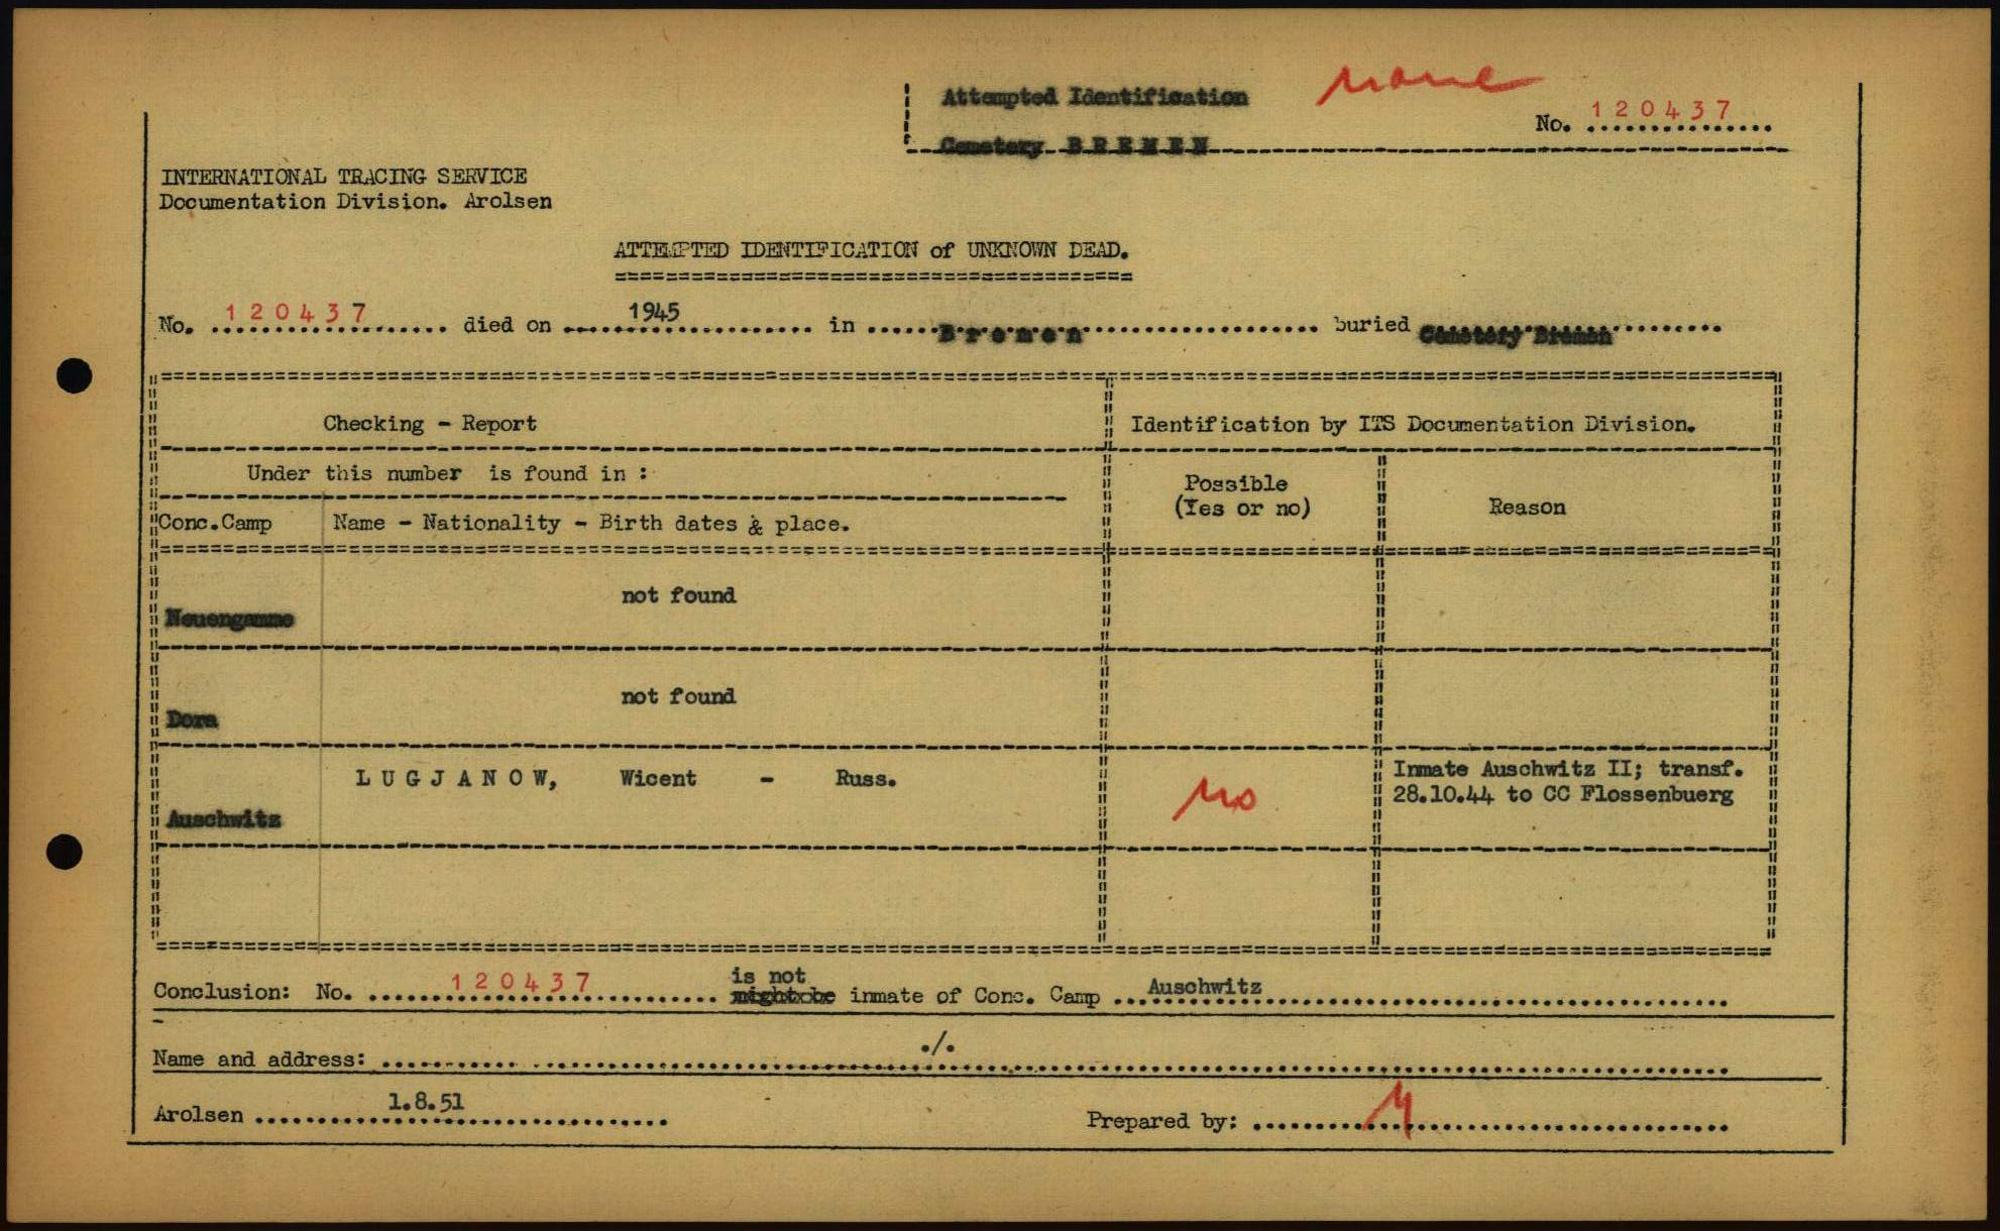 Attempted Identification
none
No. 120437
Cemetery BREMEN
INTERNATIONAL TRACING SERVICE
Documentation Division. Arolsen
ATTEMPTED IDENTIFICATION of UNKNOWN DEAD.
No. 120437 died on 1945 in Bremen buried Cemetery Bremen
Checking - Report
Identification by ITS Documentation Division.
Under this number is found in :
Possible
(Yes or no)
Reason
Conc.Camp Name - Nationality - Birth dates & place.
not found
Neuengamme
not found
Dora
LUGJANOW, Wicent - Russ.
no
Inmate Auschwitz II; transf.
28.10.44 to CC Flossenbuerg
Auschwitz
is not
Conclusion: No. 120437 might be inmate of Conc. Camp Auschwitz
Name and address: ./.
Arolsen 1.8.51
Prepared by: